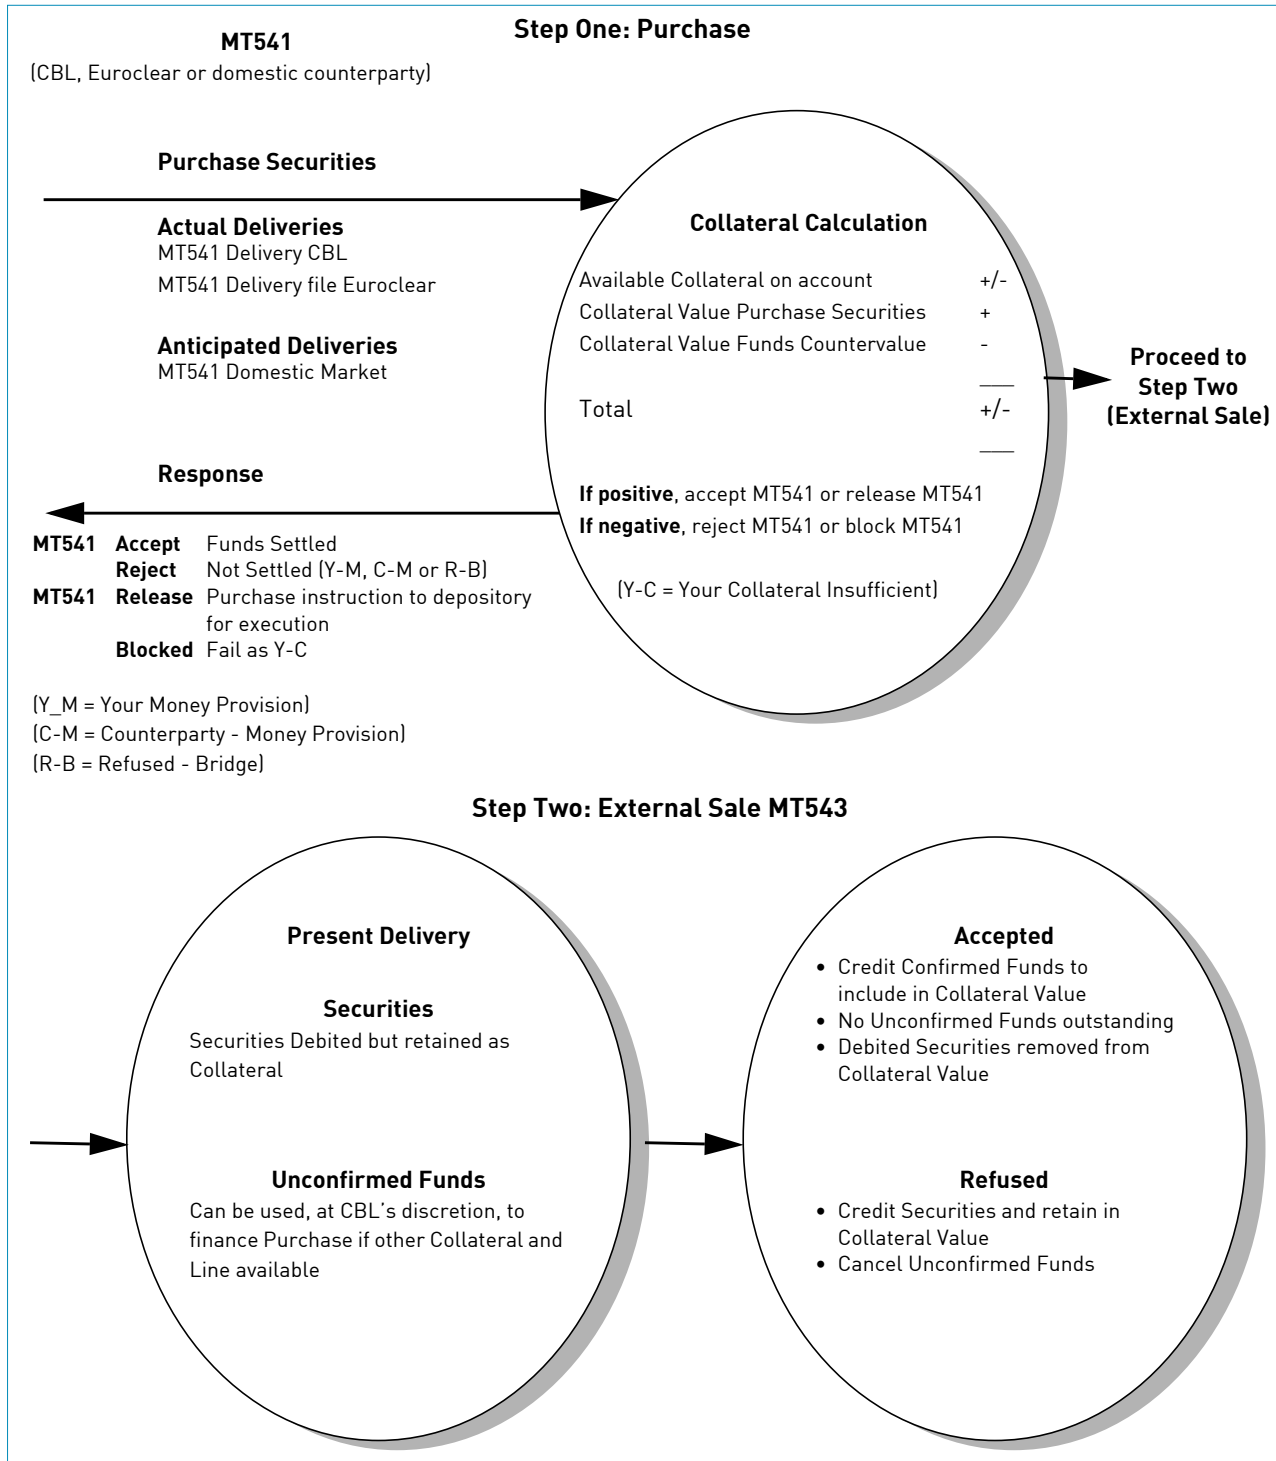 Step One: Purchase
MT541
(CBL, Euroclear or domestic counterparty)
Purchase Securities
Actual Deliveries
MT541 Delivery CBL
MT541 Delivery file Euroclear
Anticipated Deliveries
MT541 Domestic Market
Response
MT541 Accept Funds Settled
Reject Not Settled (Y-M, C-M or R-B)
MT541 Release Purchase instruction to depository
for execution
Blocked Fail as Y-C
(Y_M = Your Money Provision)
(C-M = Counterparty - Money Provision)
(R-B = Refused - Bridge)
Collateral Calculation
Available Collateral on account +/-
Collateral Value Purchase Securities +
Collateral Value Funds Countervalue -
___
Total +/-
___
If positive, accept MT541 or release MT541
If negative, reject MT541 or block MT541
(Y-C = Your Collateral Insufficient)
Proceed to
Step Two
(External Sale)
Step Two: External Sale MT543
Present Delivery
Securities
Securities Debited but retained as
Collateral
Unconfirmed Funds
Can be used, at CBL's discretion, to
finance Purchase if other Collateral and
Line available
Accepted
• Credit Confirmed Funds to
include in Collateral Value
• No Unconfirmed Funds outstanding
• Debited Securities removed from
Collateral Value
Refused
• Credit Securities and retain in
Collateral Value
• Cancel Unconfirmed Funds